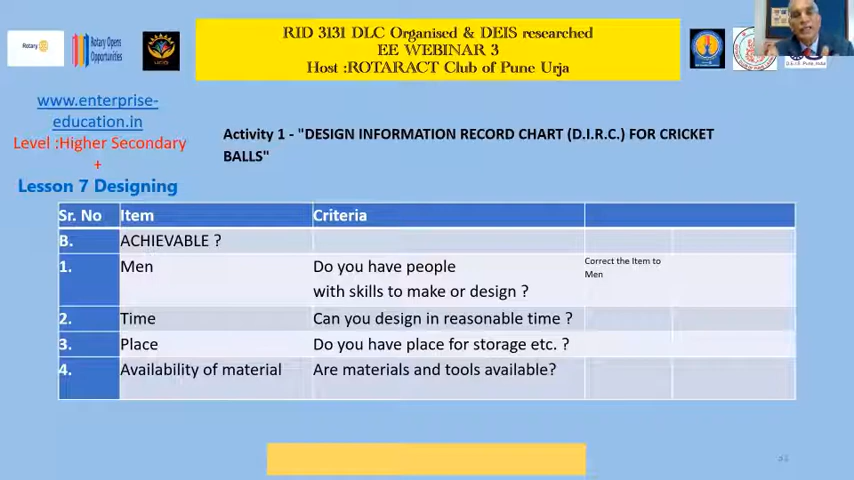 RID 3131 DLC Organised & DEIS researched
EE WEBINAR 3
Host :ROTARACT Club of Pune Urja
Rotary
Rotary Opens
Opportunities
www.enterprise-
education.in
Level :Higher Secondary
+
Lesson 7 Designing
Activity 1 - "DESIGN INFORMATION RECORD CHART (D.I.R.C.) FOR CRICKET
BALLS"
Sr. No Item Criteria
B. ACHIEVABLE ?
1. Men Do you have people
with skills to make or design ?
Correct the Item to
Men
2. Time Can you design in reasonable time ?
3. Place Do you have place for storage etc. ?
4. Availability of material Are materials and tools available?